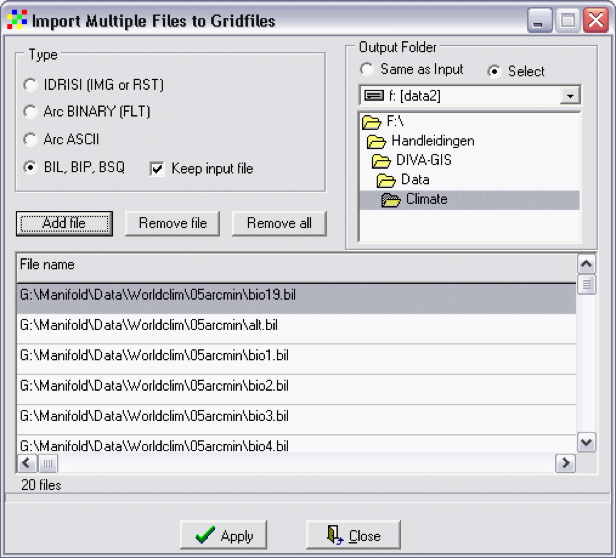 Import Multiple Files to Gridfiles
Type
IDRISI (IMG or RST)
Arc BINARY (FLT)
Arc ASCII
BIL, BIP, BSQ
Keep input file
Output Folder
Same as Input
Select
f: [data2]
F:\
Handleidingen
DIVA-GIS
Data
Climate
Add file
Remove file
Remove all
File name
G:\Manifold\Data\Worldclim\05arcmin\bio19.bil
G:\Manifold\Data\Worldclim\05arcmin\alt.bil
G:\Manifold\Data\Worldclim\05arcmin\bio1.bil
G:\Manifold\Data\Worldclim\05arcmin\bio2.bil
G:\Manifold\Data\Worldclim\05arcmin\bio3.bil
G:\Manifold\Data\Worldclim\05arcmin\bio4.bil
20 files
Apply
Close